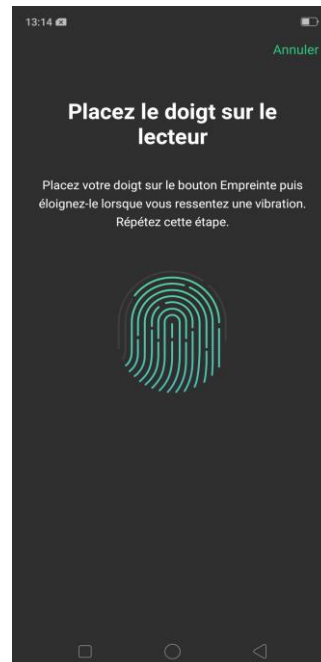 13:14
Annuler
Placez le doigt sur le
lecteur
Placez votre doigt sur le bouton Empreinte puis
éloignez-le lorsque vous ressentez une vibration.
Répétez cette étape.